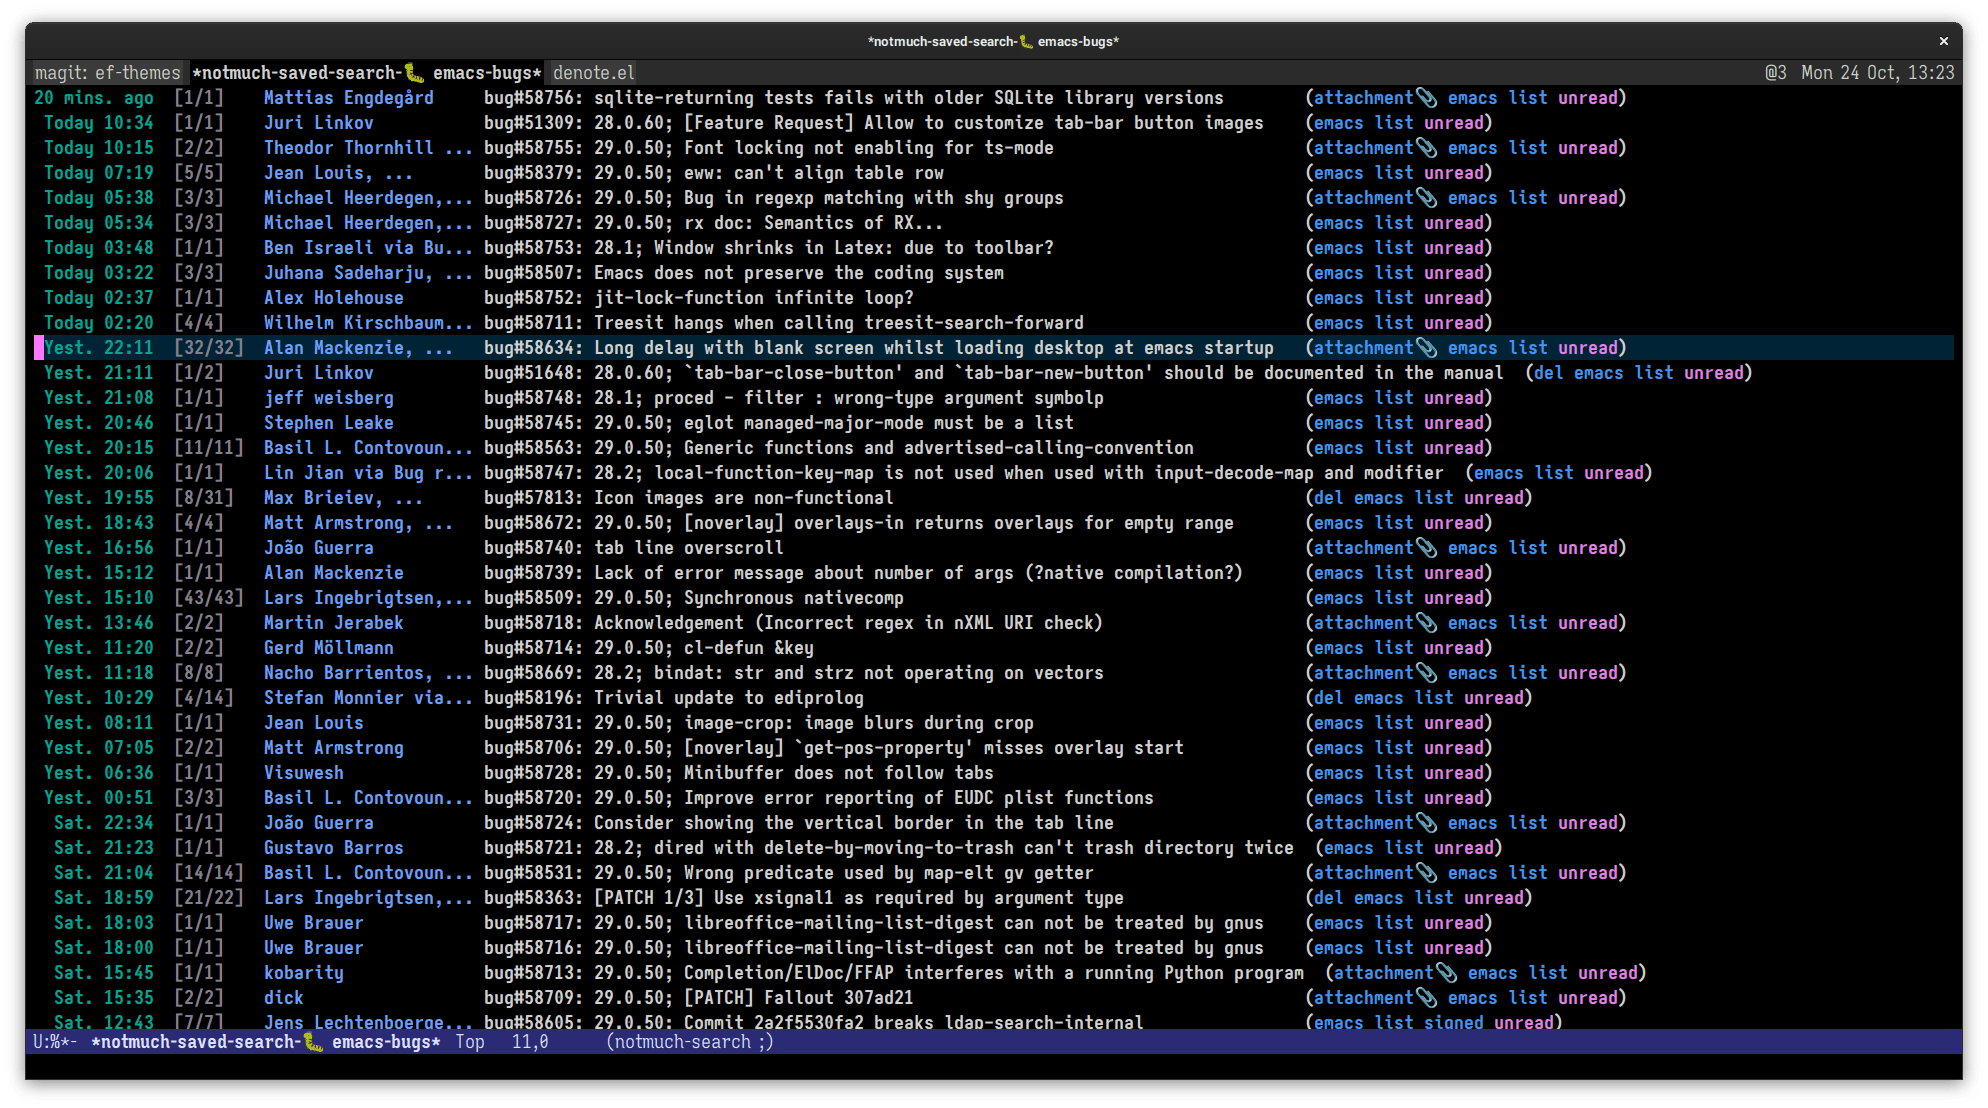 *notmuch-saved-search-🐛 emacs-bugs* ×
magit: ef-themes *notmuch-saved-search-🐛 emacs-bugs* denote.el @3 Mon 24 Oct, 13:23
20 mins. ago [1/1] Mattias Engdegård bug#58756: sqlite-returning tests fails with older SQLite library versions (attachment📎 emacs list unread)
Today 10:34 [1/1] Juri Linkov bug#51309: 28.0.60; [Feature Request] Allow to customize tab-bar button images (emacs list unread)
Today 10:15 [2/2] Theodor Thornhill ... bug#58755: 29.0.50; Font locking not enabling for ts-mode (attachment📎 emacs list unread)
Today 07:19 [5/5] Jean Louis, ... bug#58379: 29.0.50; eww: can't align table row (emacs list unread)
Today 05:38 [3/3] Michael Heerdegen,... bug#58726: 29.0.50; Bug in regexp matching with shy groups (attachment📎 emacs list unread)
Today 05:34 [3/3] Michael Heerdegen,... bug#58727: 29.0.50; rx doc: Semantics of RX... (emacs list unread)
Today 03:48 [1/1] Ben Israeli via Bu... bug#58753: 28.1; Window shrinks in Latex: due to toolbar? (emacs list unread)
Today 03:22 [3/3] Juhana Sadeharju, ... bug#58507: Emacs does not preserve the coding system (emacs list unread)
Today 02:37 [1/1] Alex Holehouse bug#58752: jit-lock-function infinite loop? (emacs list unread)
Today 02:20 [4/4] Wilhelm Kirschbaum... bug#58711: Treesit hangs when calling treesit-search-forward (emacs list unread)
Yest. 22:11 [32/32] Alan Mackenzie, ... bug#58634: Long delay with blank screen whilst loading desktop at emacs startup (attachment📎 emacs list unread)
Yest. 21:11 [1/2] Juri Linkov bug#51648: 28.0.60; `tab-bar-close-button' and `tab-bar-new-button' should be documented in the manual (del emacs list unread)
Yest. 21:08 [1/1] jeff weisberg bug#58748: 28.1; proced - filter : wrong-type argument symbolp (emacs list unread)
Yest. 20:46 [1/1] Stephen Leake bug#58745: 29.0.50; eglot managed-major-mode must be a list (emacs list unread)
Yest. 20:15 [11/11] Basil L. Contovoun... bug#58563: 29.0.50; Generic functions and advertised-calling-convention (emacs list unread)
Yest. 20:06 [1/1] Lin Jian via Bug r... bug#58747: 28.2; local-function-key-map is not used when used with input-decode-map and modifier (emacs list unread)
Yest. 19:55 [8/31] Max Brieiev, ... bug#57813: Icon images are non-functional (del emacs list unread)
Yest. 18:43 [4/4] Matt Armstrong, ... bug#58672: 29.0.50; [noverlay] overlays-in returns overlays for empty range (emacs list unread)
Yest. 16:56 [1/1] João Guerra bug#58740: tab line overscroll (attachment📎 emacs list unread)
Yest. 15:12 [1/1] Alan Mackenzie bug#58739: Lack of error message about number of args (?native compilation?) (emacs list unread)
Yest. 15:10 [43/43] Lars Ingebrigtsen,... bug#58509: 29.0.50; Synchronous nativecomp (emacs list unread)
Yest. 13:46 [2/2] Martin Jerabek bug#58718: Acknowledgement (Incorrect regex in nXML URI check) (attachment📎 emacs list unread)
Yest. 11:20 [2/2] Gerd Möllmann bug#58714: 29.0.50; cl-defun &key (emacs list unread)
Yest. 11:18 [8/8] Nacho Barrientos, ... bug#58669: 28.2; bindat: str and strz not operating on vectors (attachment📎 emacs list unread)
Yest. 10:29 [4/14] Stefan Monnier via... bug#58196: Trivial update to ediprolog (del emacs list unread)
Yest. 08:11 [1/1] Jean Louis bug#58731: 29.0.50; image-crop: image blurs during crop (emacs list unread)
Yest. 07:05 [2/2] Matt Armstrong bug#58706: 29.0.50; [noverlay] `get-pos-property' misses overlay start (emacs list unread)
Yest. 06:36 [1/1] Visuwesh bug#58728: 29.0.50; Minibuffer does not follow tabs (emacs list unread)
Yest. 00:51 [3/3] Basil L. Contovoun... bug#58720: 29.0.50; Improve error reporting of EUDC plist functions (emacs list unread)
Sat. 22:34 [1/1] João Guerra bug#58724: Consider showing the vertical border in the tab line (attachment📎 emacs list unread)
Sat. 21:23 [1/1] Gustavo Barros bug#58721: 28.2; dired with delete-by-moving-to-trash can't trash directory twice (emacs list unread)
Sat. 21:04 [14/14] Basil L. Contovoun... bug#58531: 29.0.50; Wrong predicate used by map-elt gv getter (attachment📎 emacs list unread)
Sat. 18:59 [21/22] Lars Ingebrigtsen,... bug#58363: [PATCH 1/3] Use xsignal1 as required by argument type (del emacs list unread)
Sat. 18:03 [1/1] Uwe Brauer bug#58717: 29.0.50; libreoffice-mailing-list-digest can not be treated by gnus (emacs list unread)
Sat. 18:00 [1/1] Uwe Brauer bug#58716: 29.0.50; libreoffice-mailing-list-digest can not be treated by gnus (emacs list unread)
Sat. 15:45 [1/1] kobarity bug#58713: 29.0.50; Completion/ElDoc/FFAP interferes with a running Python program (attachment📎 emacs list unread)
Sat. 15:35 [2/2] dick bug#58709: 29.0.50; [PATCH] Fallout 307ad21 (attachment📎 emacs list unread)
Sat. 12:43 [7/7] Jens Lechtenboerge... bug#58605: 29.0.50; Commit 2a2f5530fa2 breaks ldap-search-internal (emacs list signed unread)
U:%*- *notmuch-saved-search-🐛 emacs-bugs* Top 11,0 (notmuch-search ;)